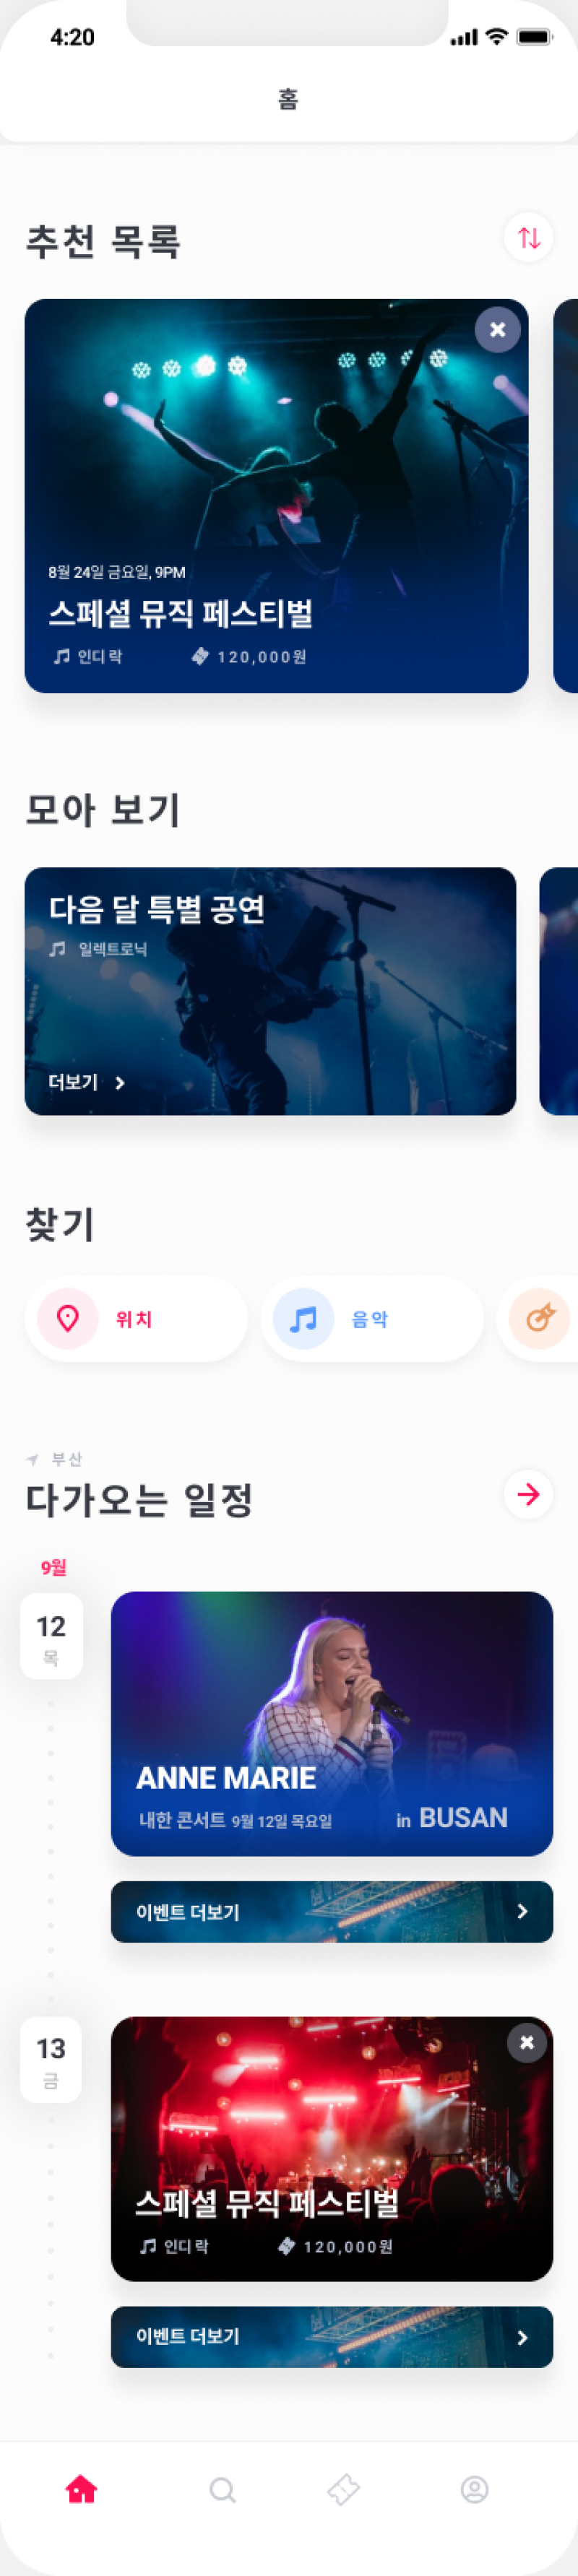 4:20
홈
추천 목록
8월 24일 금요일, 9PM
스페셜 뮤직 페스티벌
인디 락 120,000원
모아 보기
다음 달 특별 공연
일렉트로닉
더보기
찾기
위치 음악
부산
다가오는 일정
9월
12
목
ANNE MARIE
내한 콘서트 9월 12일 목요일 in BUSAN
이벤트 더보기
13
금
스페셜 뮤직 페스티벌
인디 락 120,000원
이벤트 더보기